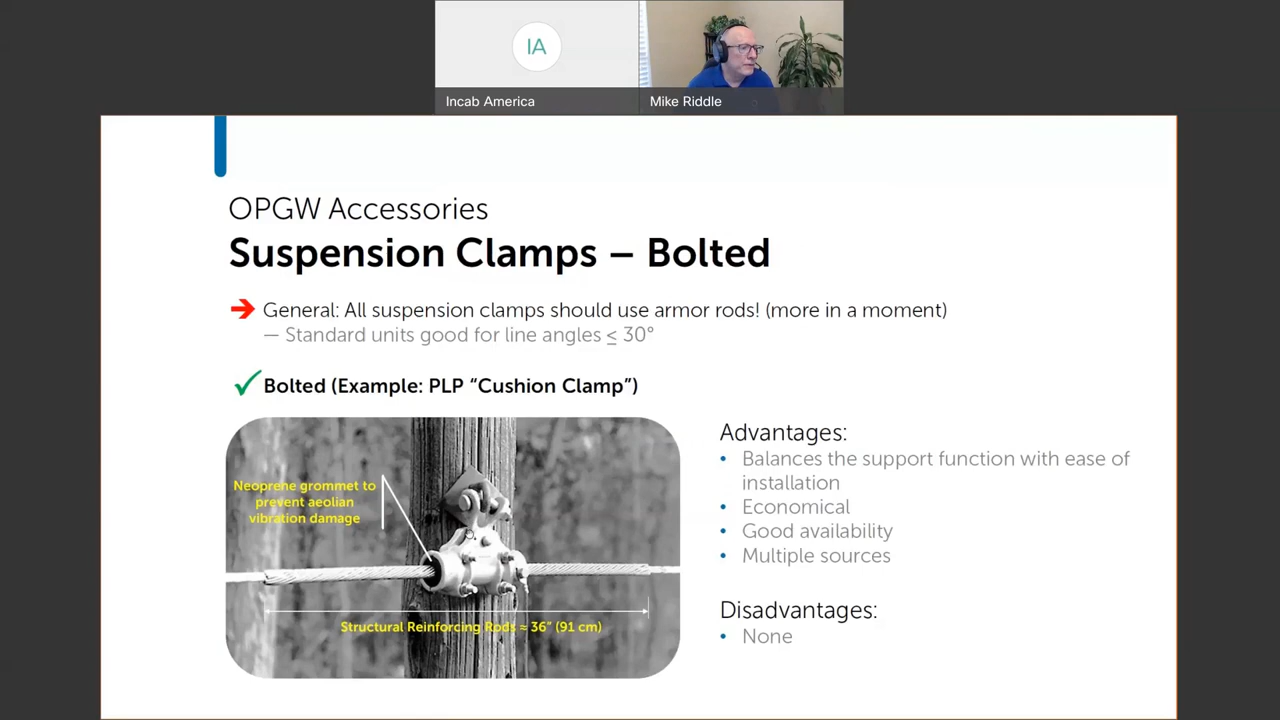 IA
Incab America
Mike Riddle
OPGW Accessories
Suspension Clamps – Bolted
General: All suspension clamps should use armor rods! (more in a moment)
— Standard units good for line angles ≤ 30°
Bolted (Example: PLP “Cushion Clamp”)
Neoprene grommet to
prevent aeolian
vibration damage
Structural Reinforcing Rods ≈ 36” (91 cm)
Advantages:
• Balances the support function with ease of
installation
• Economical
• Good availability
• Multiple sources
Disadvantages:
• None